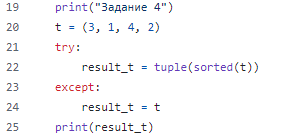 19 print("Задание 4")
20 t = (3, 1, 4, 2)
21 try:
22     result_t = tuple(sorted(t))
23 except:
24     result_t = t
25 print(result_t)